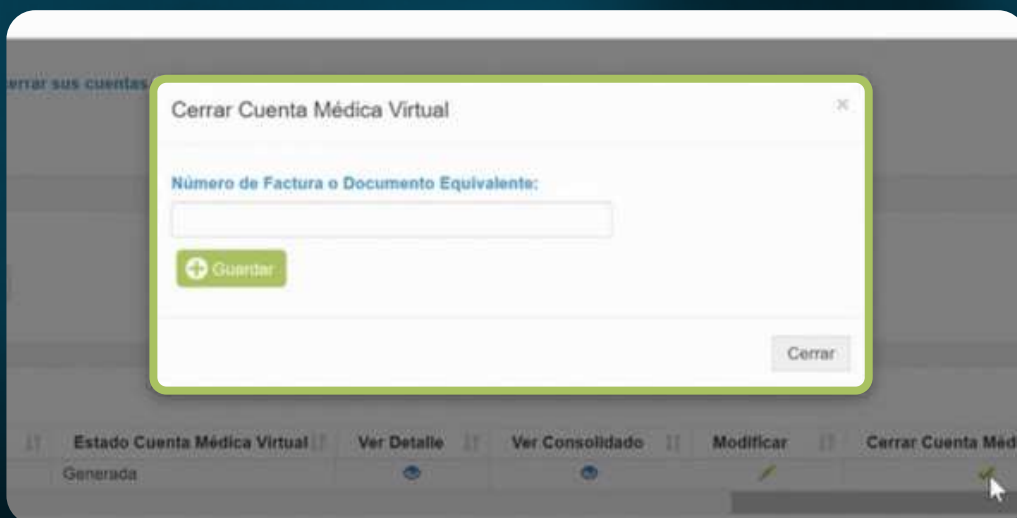 errar sus cuentas
Cerrar Cuenta Médica Virtual ×
Número de Factura o Documento Equivalente:
Guardar
Cerrar
Estado Cuenta Médica Virtual Ver Detalle Ver Consolidado Modificar Cerrar Cuenta Méd
Generada